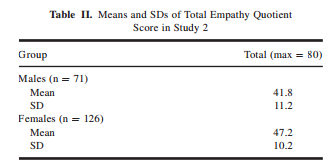 Table II. Means and SDs of Total Empathy Quotient
Score in Study 2
Group Total (max = 80)
Males (n = 71)
Mean 41.8
SD 11.2
Females (n = 126)
Mean 47.2
SD 10.2